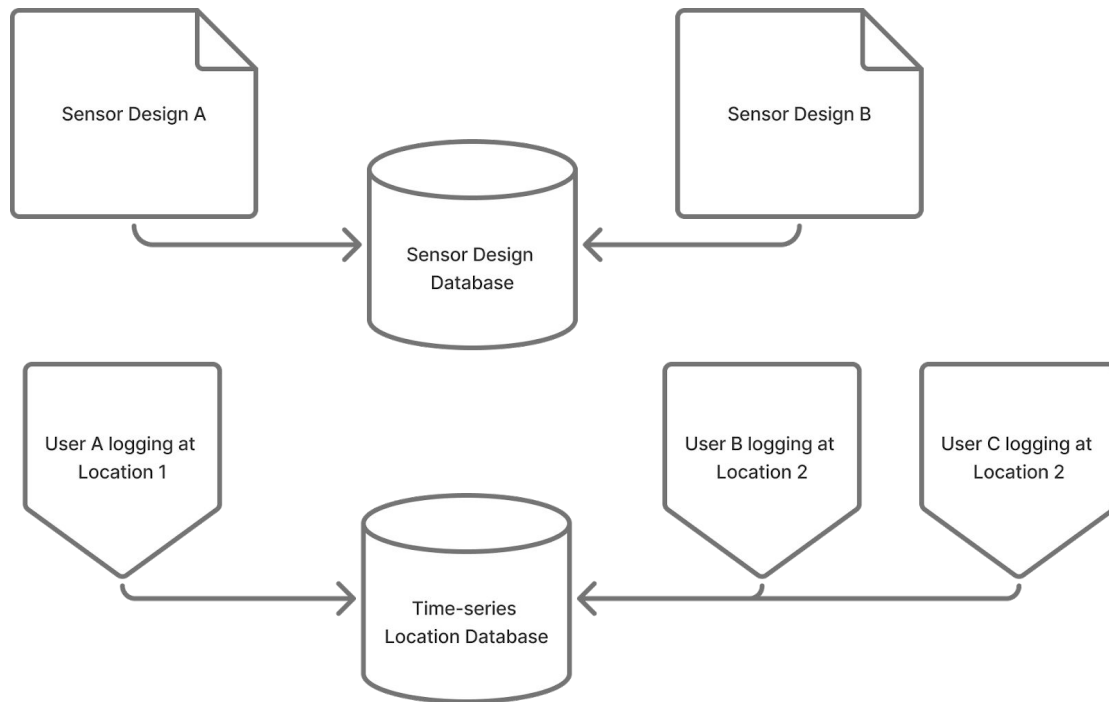 Sensor Design A
Sensor Design B
Sensor Design
Database
User A logging at
Location 1
User B logging at
Location 2
User C logging at
Location 2
Time-series
Location Database